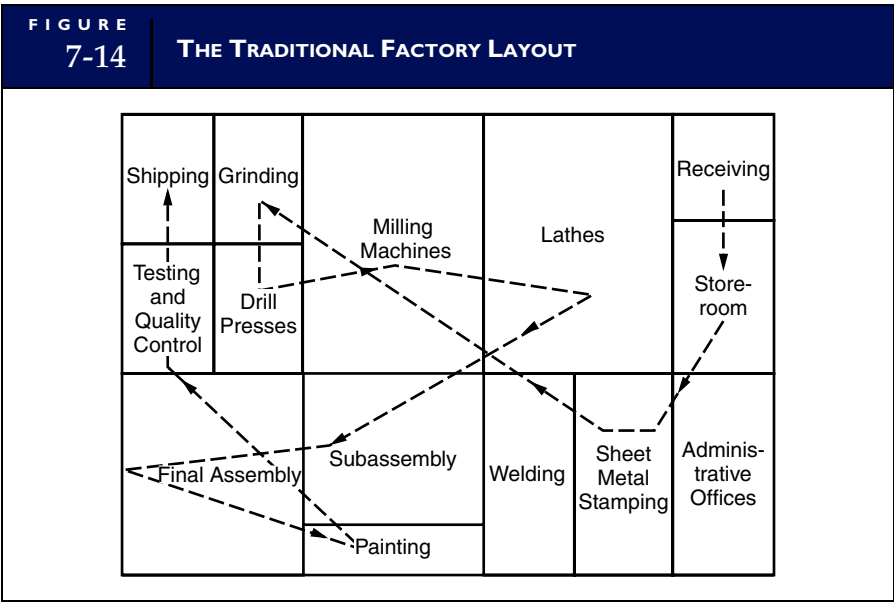 FIGURE
7-14
THE TRADITIONAL FACTORY LAYOUT
Shipping
Grinding
Milling
Machines
Lathes
Receiving
Testing
and
Quality
Control
Drill
Presses
Store-
room
Final Assembly
Subassembly
Painting
Welding
Sheet
Metal
Stamping
Adminis-
trative
Offices